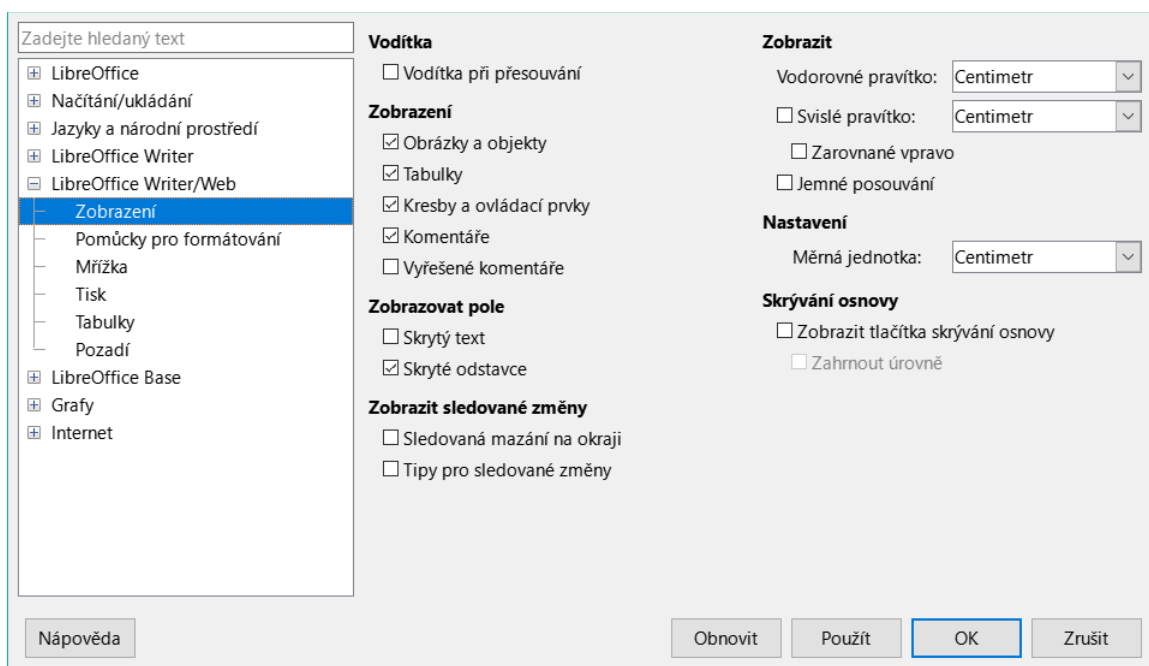 Zadejte hledaný text
LibreOffice
Načítání/ukládání
Jazyky a národní prostředí
LibreOffice Writer
LibreOffice Writer/Web
Zobrazení
Pomůcky pro formátování
Mřížka
Tisk
Tabulky
Pozadí
LibreOffice Base
Grafy
Internet
Vodítka
Vodítka při přesouvání
Zobrazení
Obrázky a objekty
Tabulky
Kresby a ovládací prvky
Komentáře
Vyřešené komentáře
Zobrazovat pole
Skrytý text
Skryté odstavce
Zobrazit sledované změny
Sledovaná mazání na okraji
Tipy pro sledované změny
Zobrazit
Vodorovné pravítko: Centimetr
Svislé pravítko: Centimetr
Zarovnané vpravo
Jemné posouvání
Nastavení
Měrná jednotka: Centimetr
Skrývání osnovy
Zobrazit tlačítka skrývání osnovy
Zahrnout úrovně
Nápověda Obnovit Použít OK Zrušit